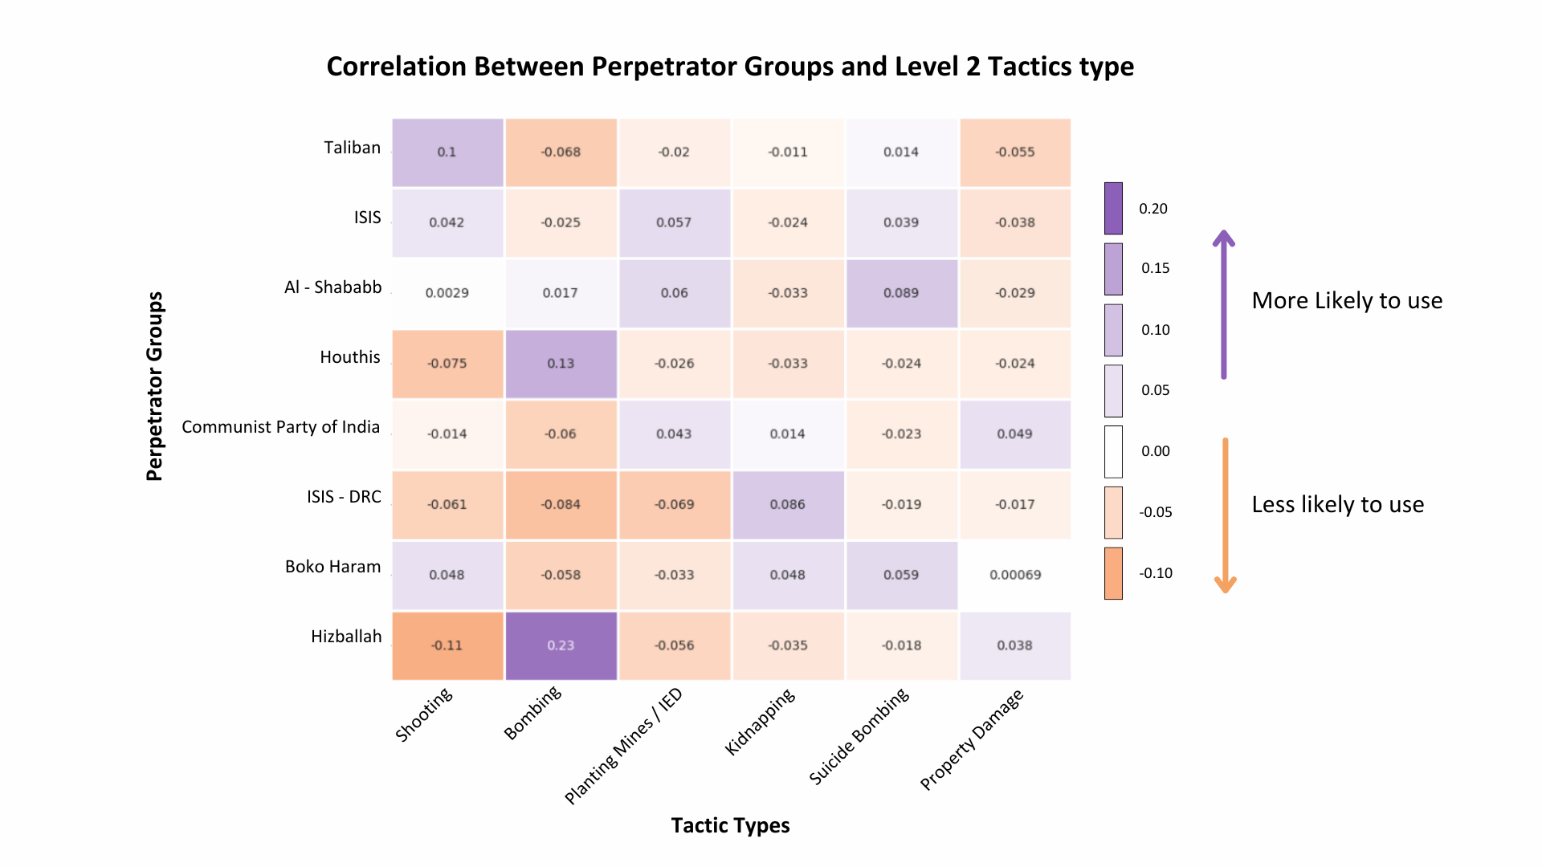 Correlation Between Perpetrator Groups and Level 2 Tactics type
Perpetrator Groups
Taliban 0.1 -0.068 -0.02 -0.011 0.014 -0.055
ISIS 0.042 -0.025 0.057 -0.024 0.039 -0.038
Al - Shababb 0.0029 0.017 0.06 -0.033 0.089 -0.029
Houthis -0.075 0.13 -0.026 -0.033 -0.024 -0.024
Communist Party of India -0.014 -0.06 0.043 0.014 -0.023 0.049
ISIS - DRC -0.061 -0.084 -0.069 0.086 -0.019 -0.017
Boko Haram 0.048 -0.058 -0.033 0.048 0.059 0.00069
Hizballah -0.11 0.23 -0.056 -0.035 -0.018 0.038
Shooting Bombing Planting Mines / IED Kidnapping Suicide Bombing Property Damage
Tactic Types
0.20
0.15
0.10
0.05
0.00
-0.05
-0.10
More Likely to use
Less likely to use